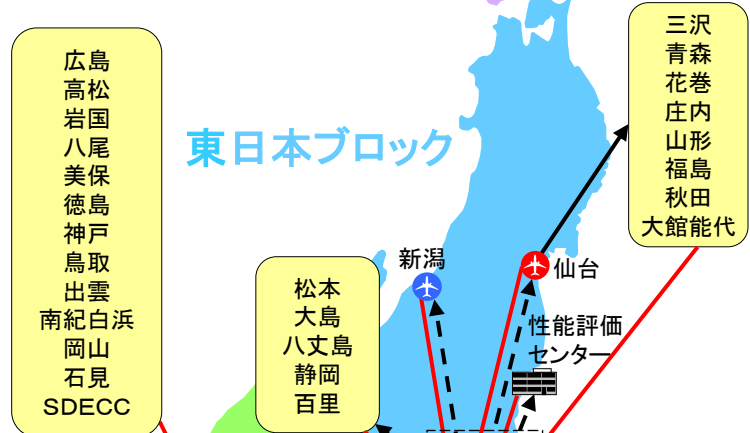 広島
高松
岩国
八尾
美保
徳島
神戸
鳥取
出雲
南紀白浜
岡山
石見
SDECC
東日本ブロック
三沢
青森
花巻
庄内
山形
福島
秋田
大館能代
新潟
仙台
松本
大島
八丈島
静岡
百里
性能評価
センター